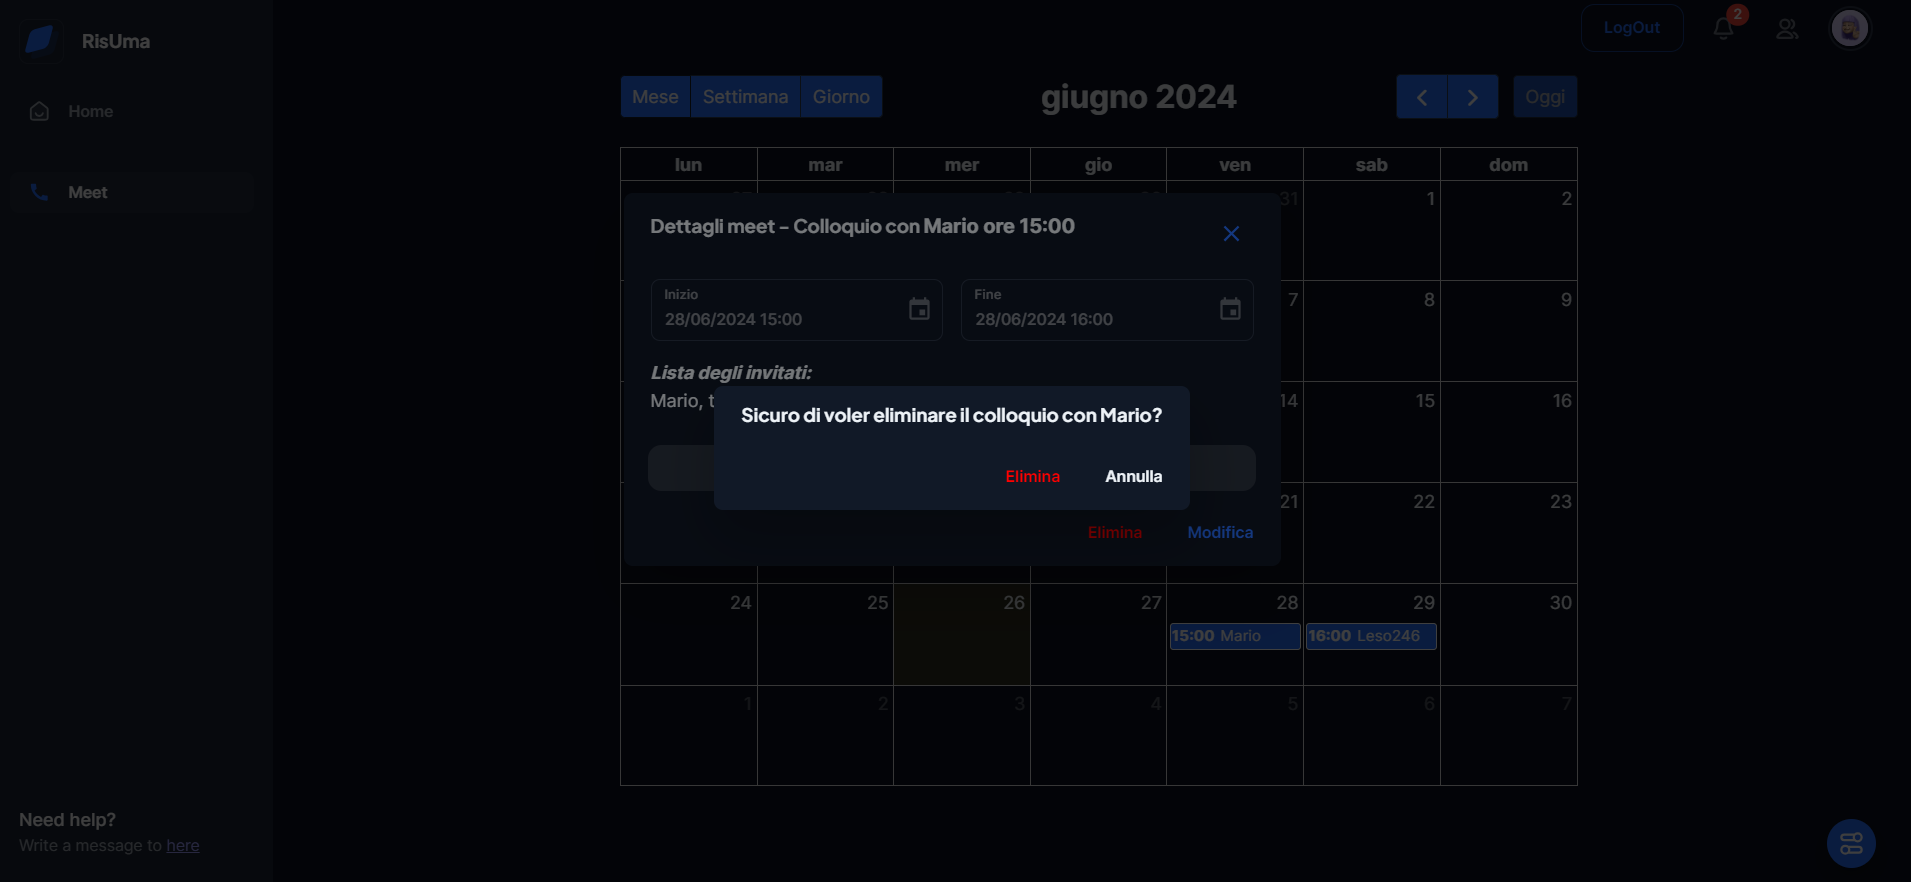 RisUma
Home
Meet
Need help?
Write a message to here
LogOut
2
Mese Settimana Giorno
giugno 2024
Oggi
lun mar mer gio ven sab dom
31 1 2
Dettagli meet - Colloquio con Mario ore 15:00
Inizio
28/06/2024 15:00
Fine
28/06/2024 16:00
7 8 9
Lista degli invitati:
Mario, t
14 15 16
Sicuro di voler eliminare il colloquio con Mario?
Elimina Annulla
21 22 23
Elimina Modifica
24 25 26 27 28 29 30
15:00 Mario 16:00 Leso246
1 2 3 4 5 6 7